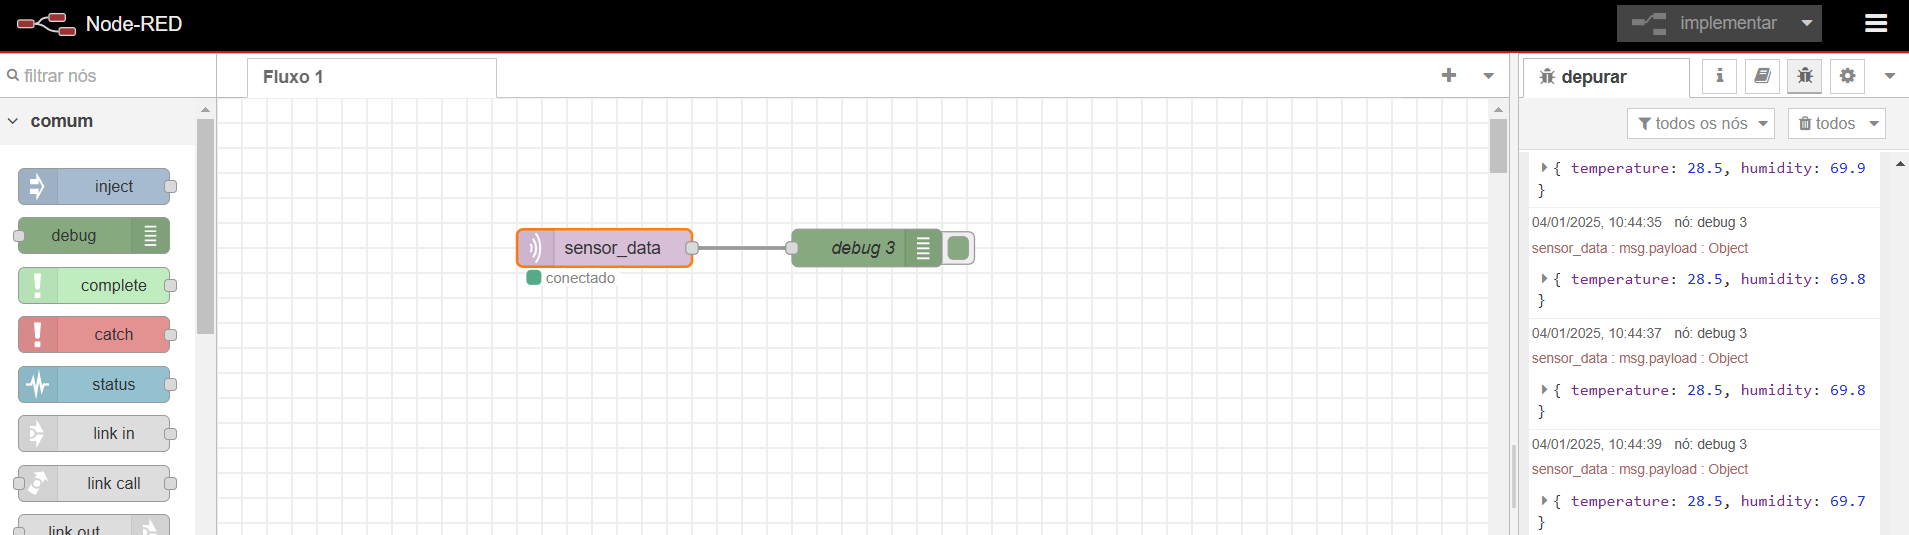 Node-RED
implementar
filtrar nós
Fluxo 1
depurar
comum
todos os nós
todos
inject
debug
complete
catch
status
link in
link call
link out
sensor_data
conectado
debug 3
{ temperature: 28.5, humidity: 69.9
}
04/01/2025, 10:44:35 nó: debug 3
sensor_data : msg.payload : Object
{ temperature: 28.5, humidity: 69.8
}
04/01/2025, 10:44:37 nó: debug 3
sensor_data : msg.payload : Object
{ temperature: 28.5, humidity: 69.8
}
04/01/2025, 10:44:39 nó: debug 3
sensor_data : msg.payload : Object
{ temperature: 28.5, humidity: 69.7
}